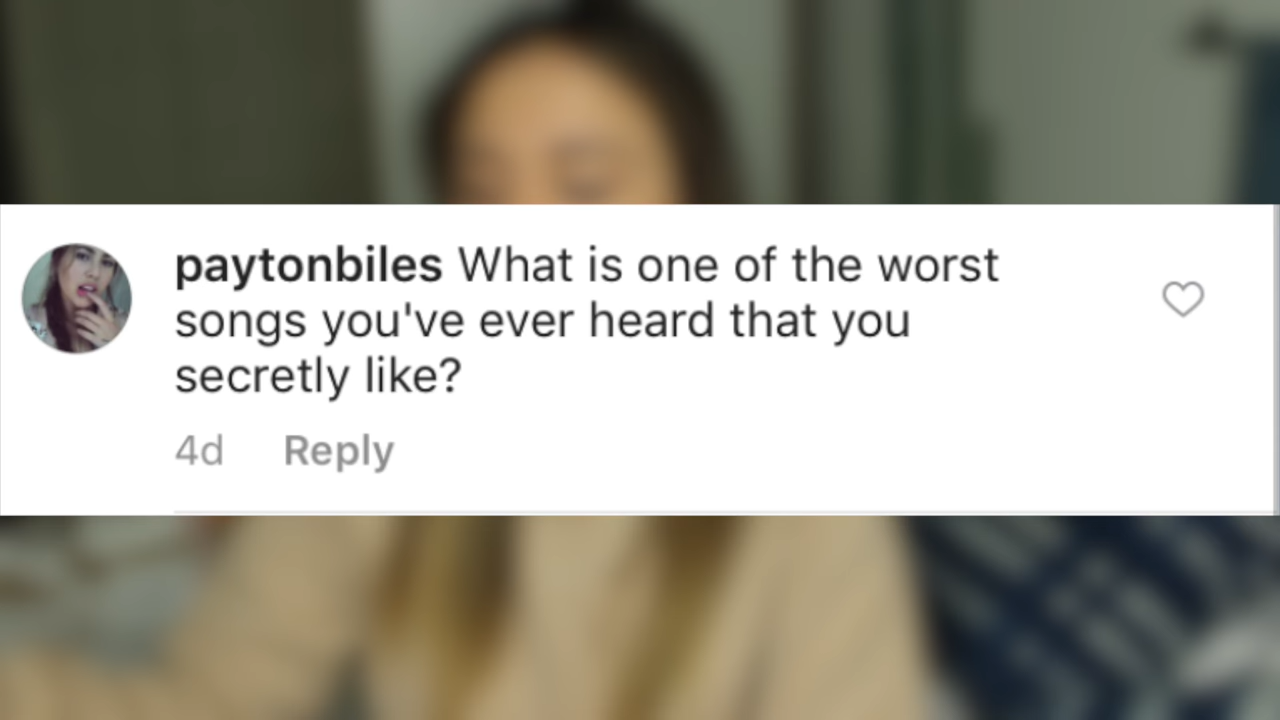 paytonbiles What is one of the worst
songs you've ever heard that you
secretly like?
4d Reply